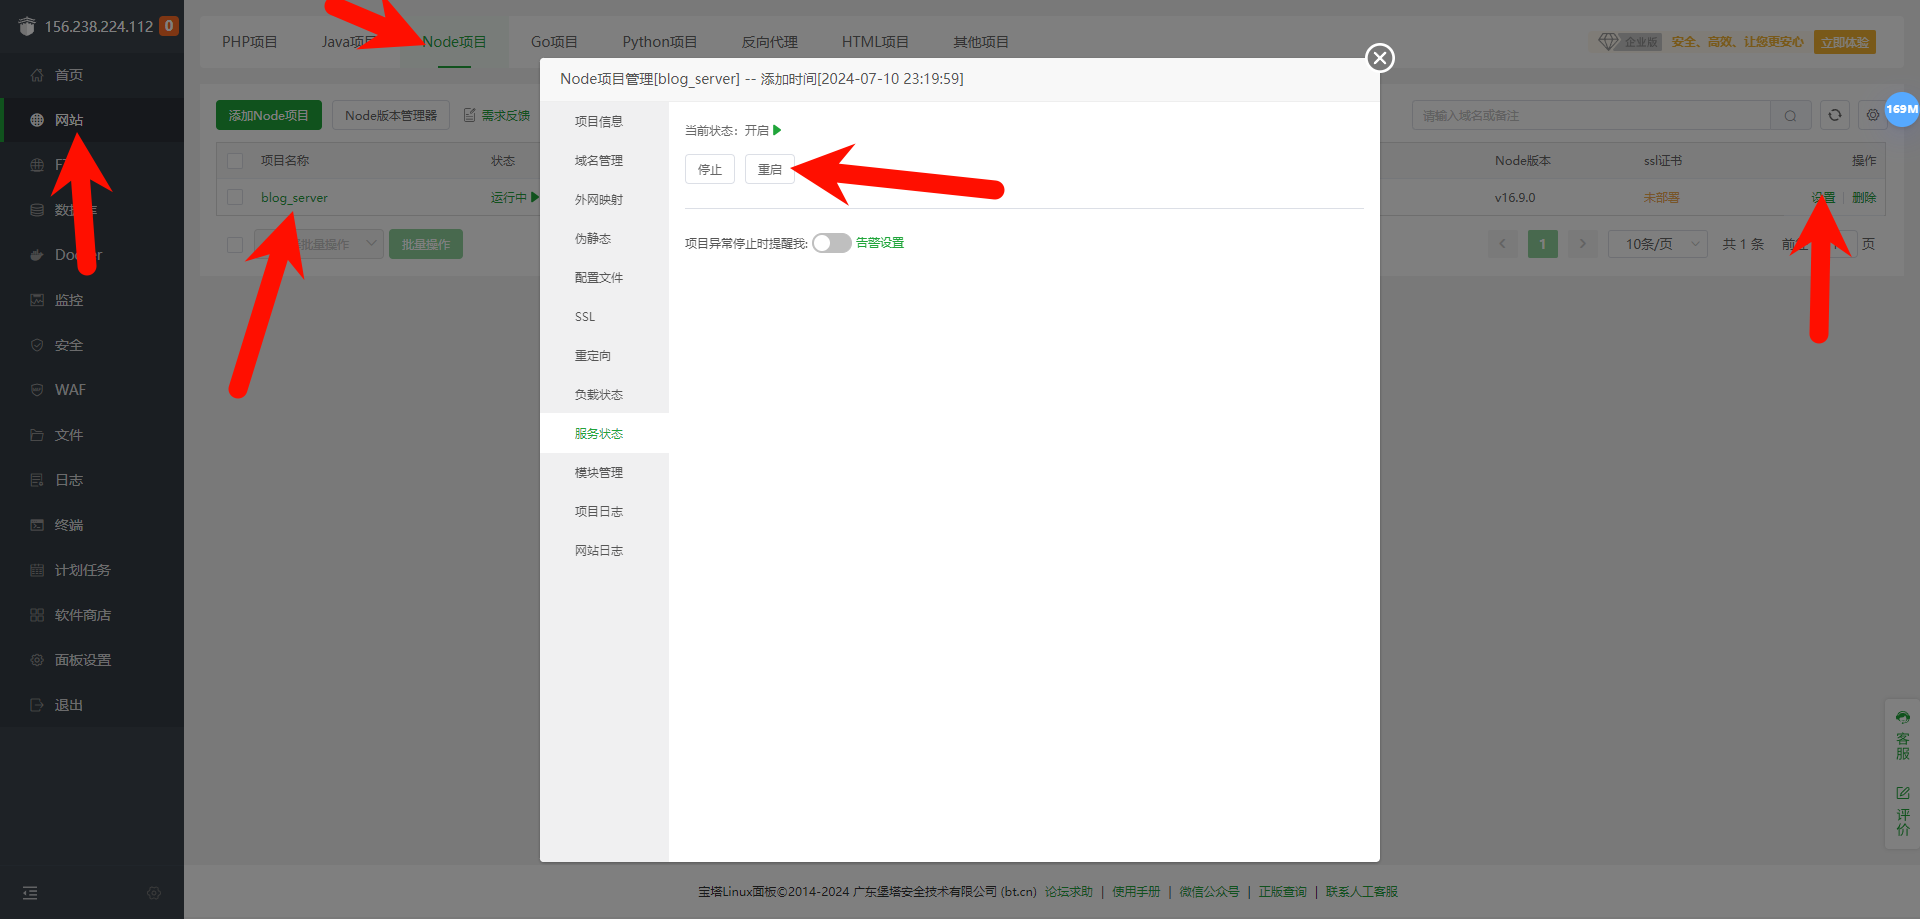 156.238.224.112
0
首页
网站
监控
安全
WAF
文件
日志
终端
计划任务
软件商店
面板设置
退出
PHP项目
Java项目
Node项目
Go项目
Python项目
反向代理
HTML项目
其他项目
企业版
安全、高效、让您更安心
立即体验
添加Node项目
Node版本管理器
需求反馈
请输入域名或备注
169M
项目名称
状态
Node版本
ssl证书
操作
blog_server
运行中
v16.9.0
未部署
设置
删除
批量操作
批量操作
1
10条/页
共 1 条
页
Node项目管理[blog_server] -- 添加时间[2024-07-10 23:19:59]
项目信息
域名管理
外网映射
伪静态
配置文件
SSL
重定向
负载状态
服务状态
模块管理
项目日志
网站日志
当前状态：开启
停止
重启
项目异常停止时提醒我:
告警设置
客服
评价
宝塔Linux面板©2014-2024 广东堡塔安全技术有限公司 (bt.cn) 论坛求助 | 使用手册 | 微信公众号 | 正版查询 | 联系人工客服